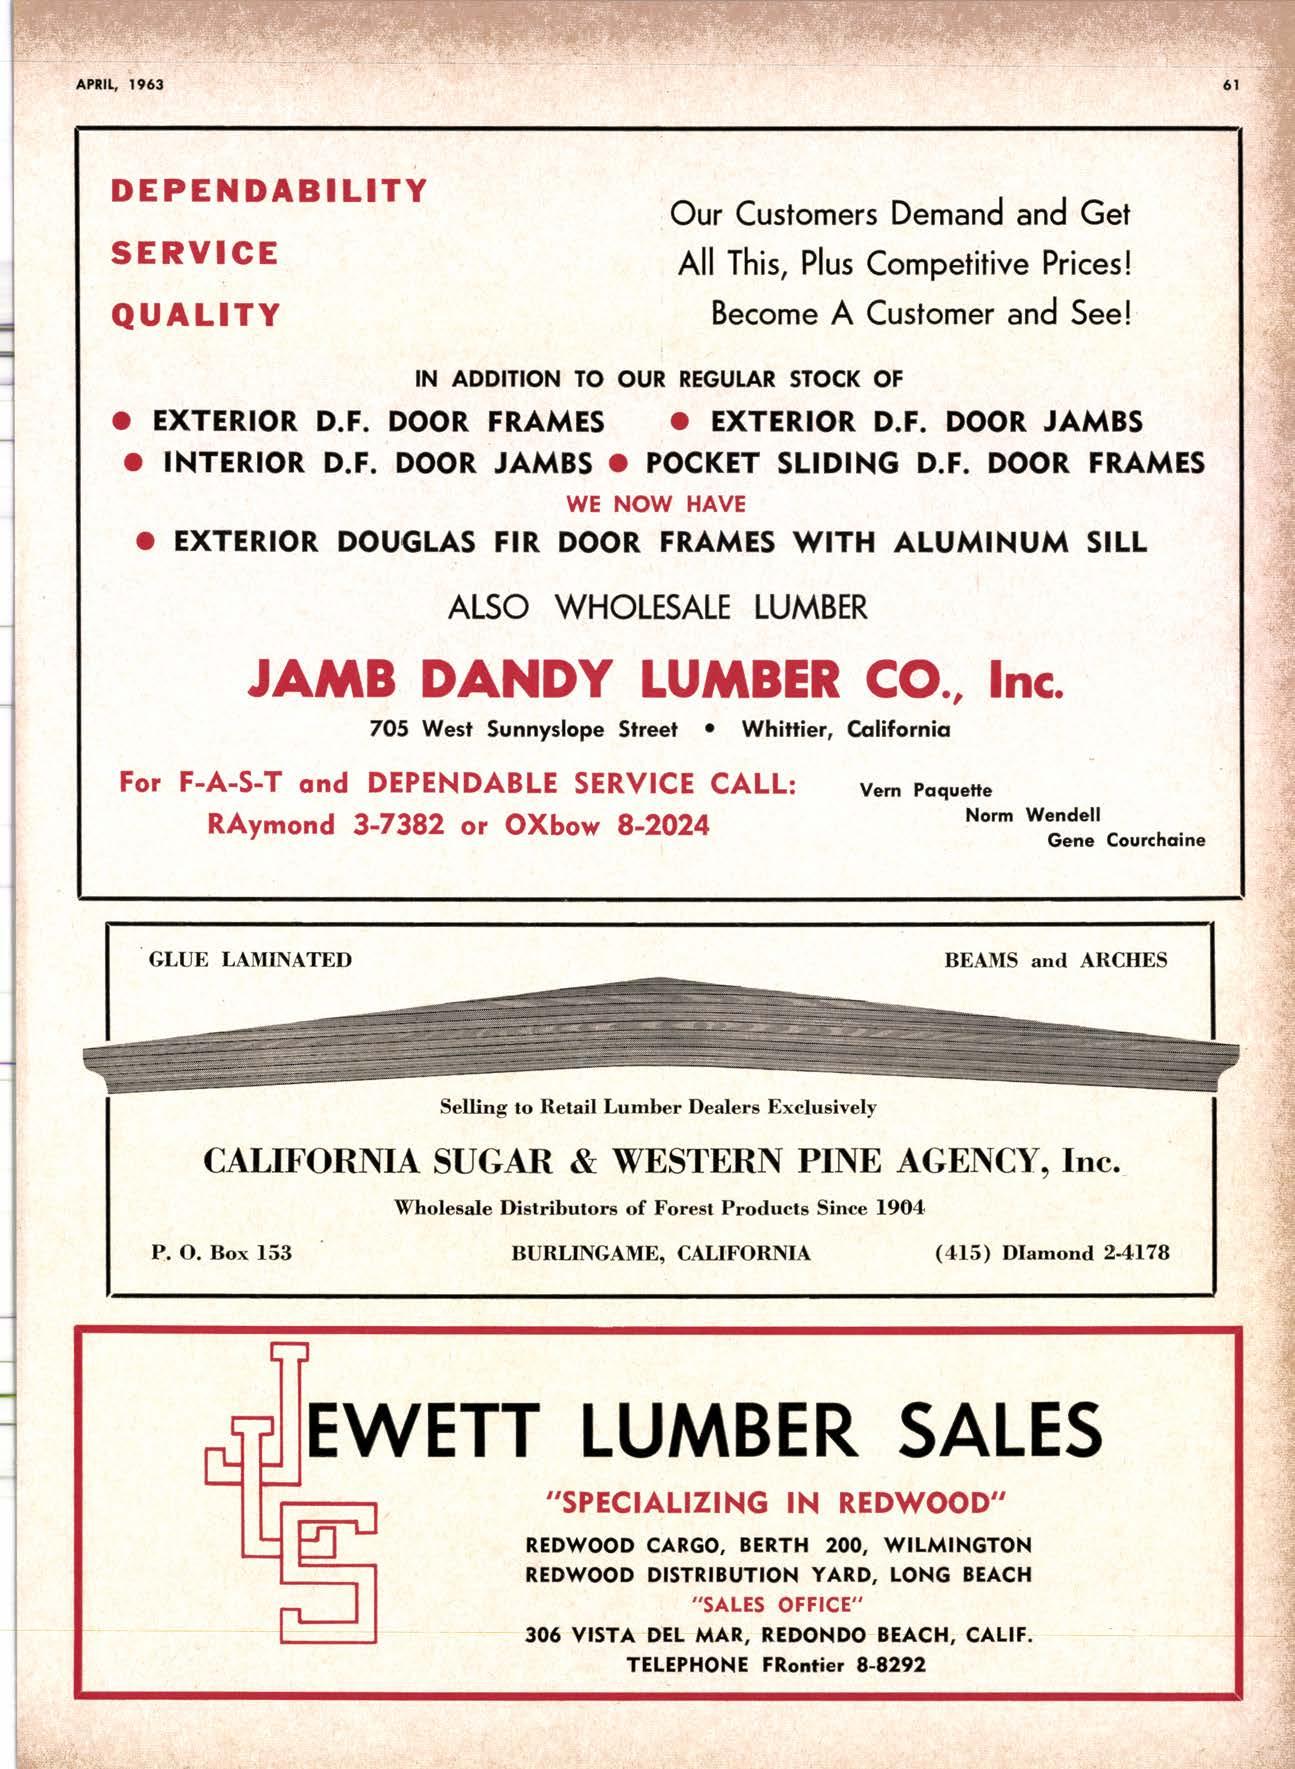 APRIL, 1963 61
DEPENDABILITY
SERVICE
QUALITY
Our Customers Demand and Get
All This, Plus Competitive Prices!
Become A Customer and See!
IN ADDITION TO OUR REGULAR STOCK OF
● EXTERIOR D.F. DOOR FRAMES ● EXTERIOR D.F. DOOR JAMBS
● INTERIOR D.F. DOOR JAMBS ● POCKET SLIDING D.F. DOOR FRAMES
WE NOW HAVE
● EXTERIOR DOUGLAS FIR DOOR FRAMES WITH ALUMINUM SILL
ALSO WHOLESALE LUMBER
JAMB DANDY LUMBER CO., Inc.
705 West Sunnyslope Street • Whittier, California
For F-A-S-T and DEPENDABLE SERVICE CALL:
RAymond 3-7382 or OXbow 8-2024
Vern Paquette
Norm Wendell
Gene Courchaine
GLUE LAMINATED BEAMS and ARCHES
Selling to Retail Lumber Dealers Exclusively
CALIFORNIA SUGAR & WESTERN PINE AGENCY, Inc.
Wholesale Distributors of Forest Products Since 1904
P. O. Box 153 BURLINGAME, CALIFORNIA (415) DIamond 2-4178
JEWETT LUMBER SALES
JLS
"SPECIALIZING IN REDWOOD"
REDWOOD CARGO, BERTH 200, WILMINGTON
REDWOOD DISTRIBUTION YARD, LONG BEACH
"SALES OFFICE"
306 VISTA DEL MAR, REDONDO BEACH, CALIF.
TELEPHONE FRontier 8-8292